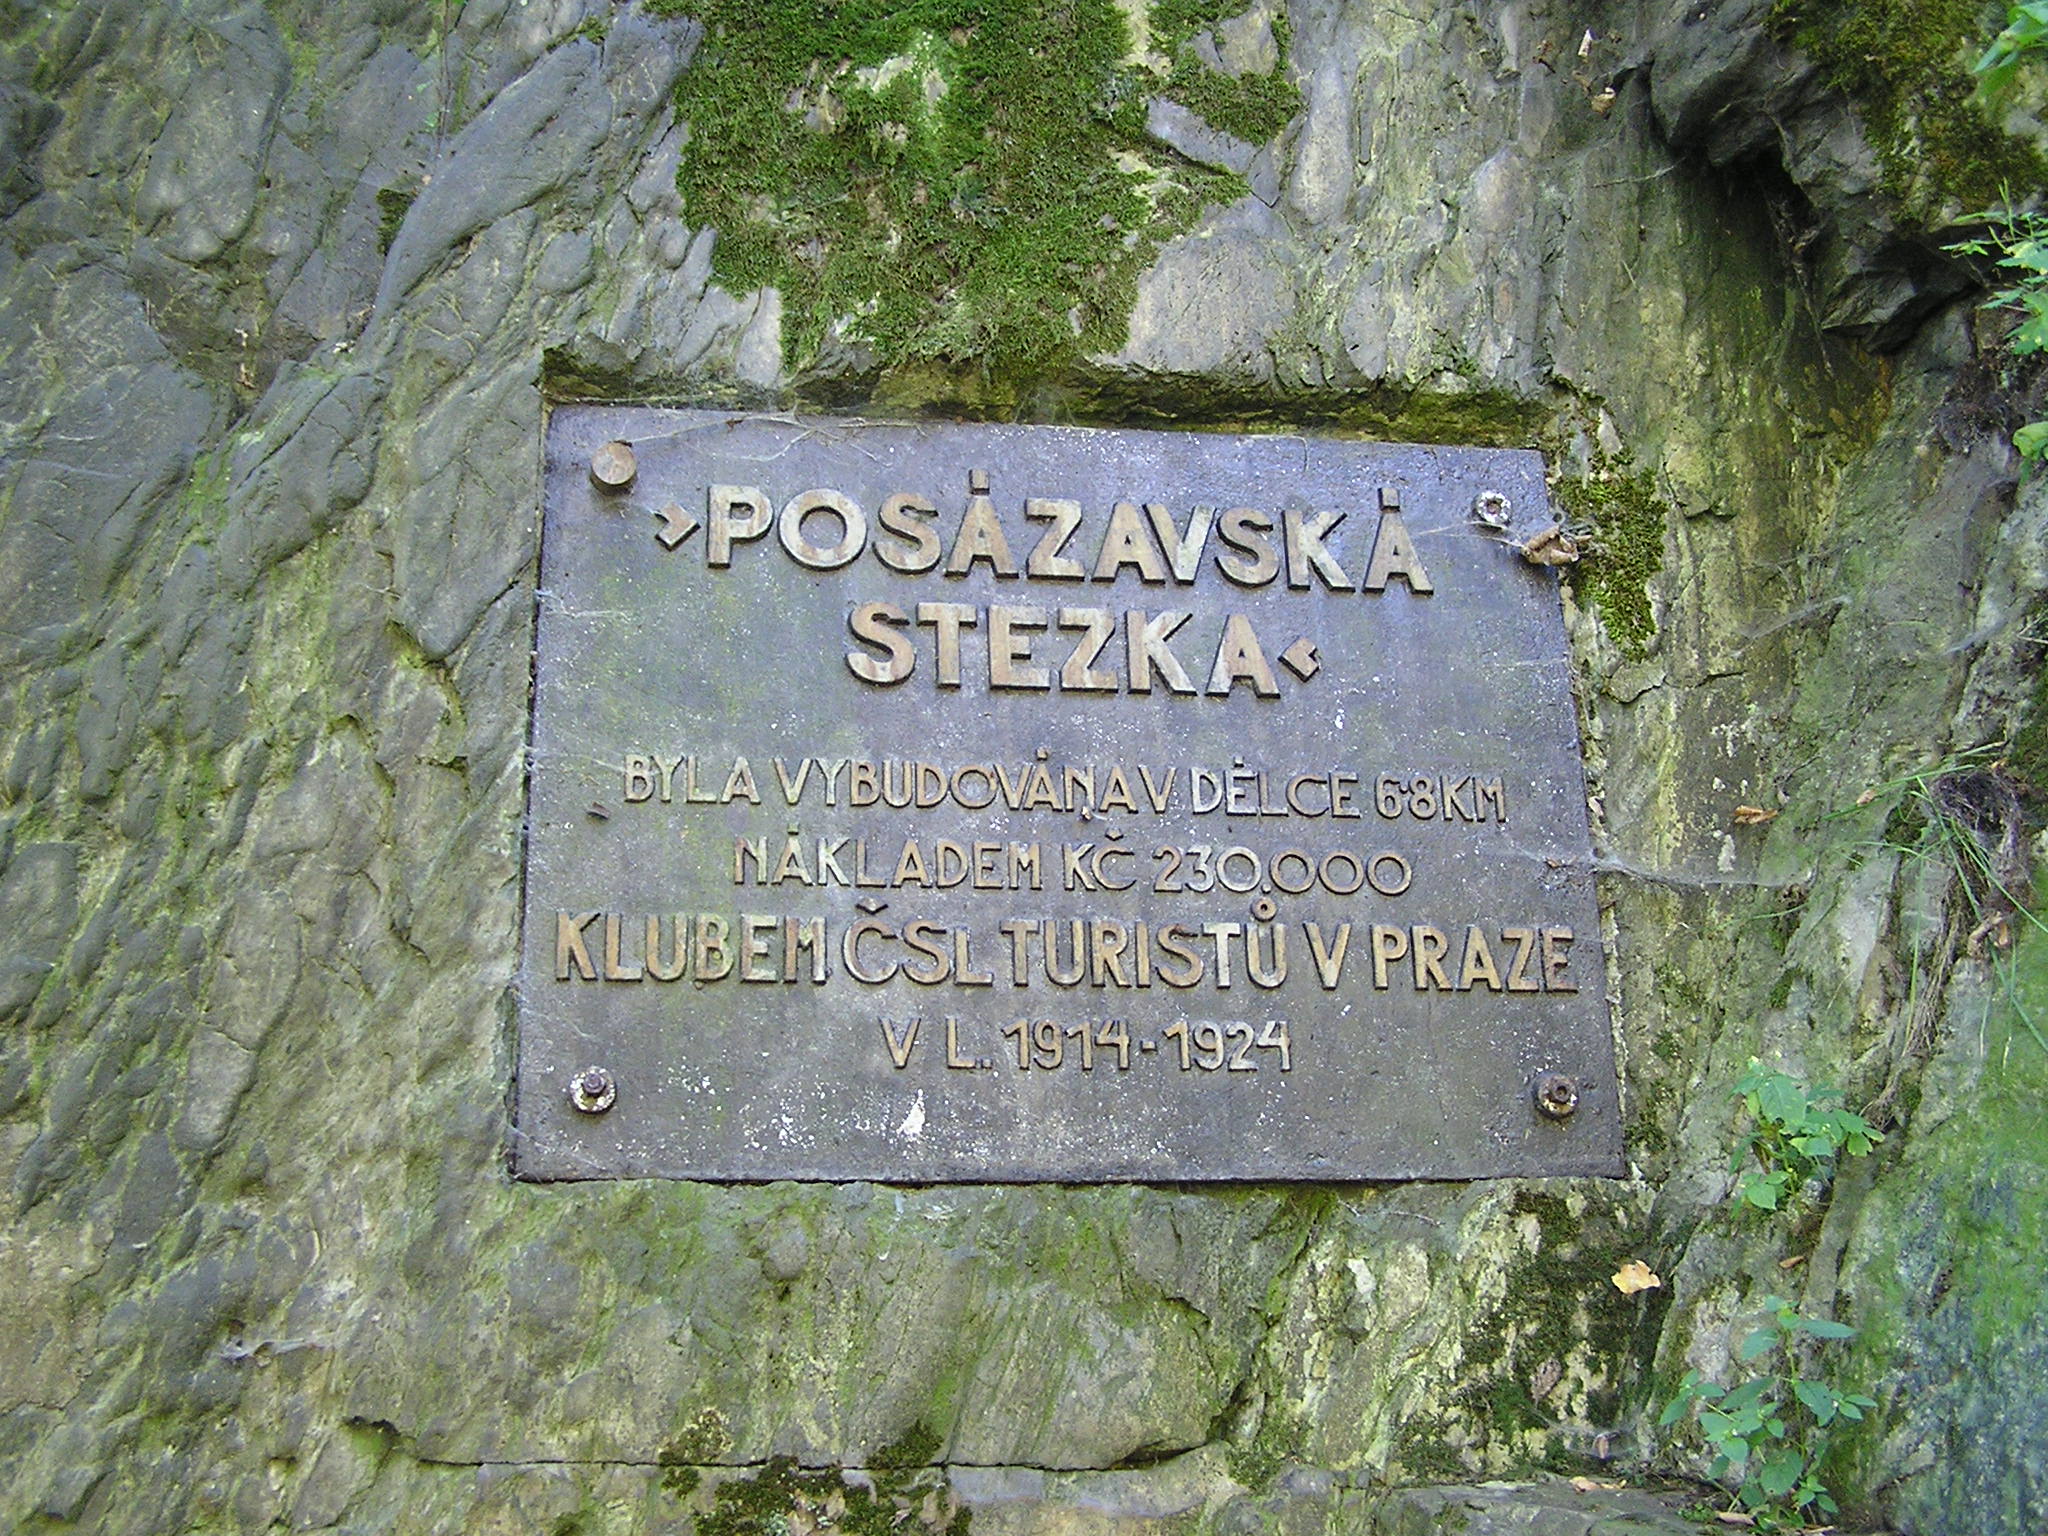 »POSÁZAVSKÁ
STEZKA«
BYLA VYBUDOVÁNA V DÉLCE 6·8 KM
NÁKLADEM KČ 230.000
KLUBEM ČSL TURISTŮ V PRAZE
V L. 1914-1924